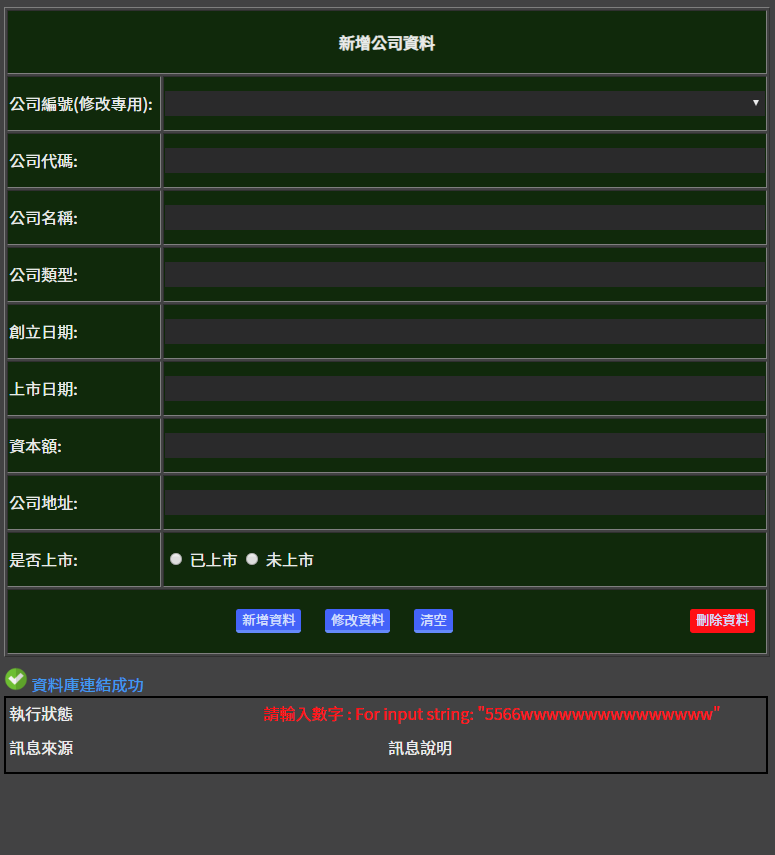 新增公司資料
公司編號(修改專用):
公司代碼:
公司名稱:
公司類型:
創立日期:
上市日期:
資本額:
公司地址:
是否上市: 已上市 未上市
新增資料 修改資料 清空 刪除資料
資料庫連結成功
執行狀態 請輸入數字 : For input string: "5566wwwwwwwwwwwwwww"
訊息來源 訊息說明